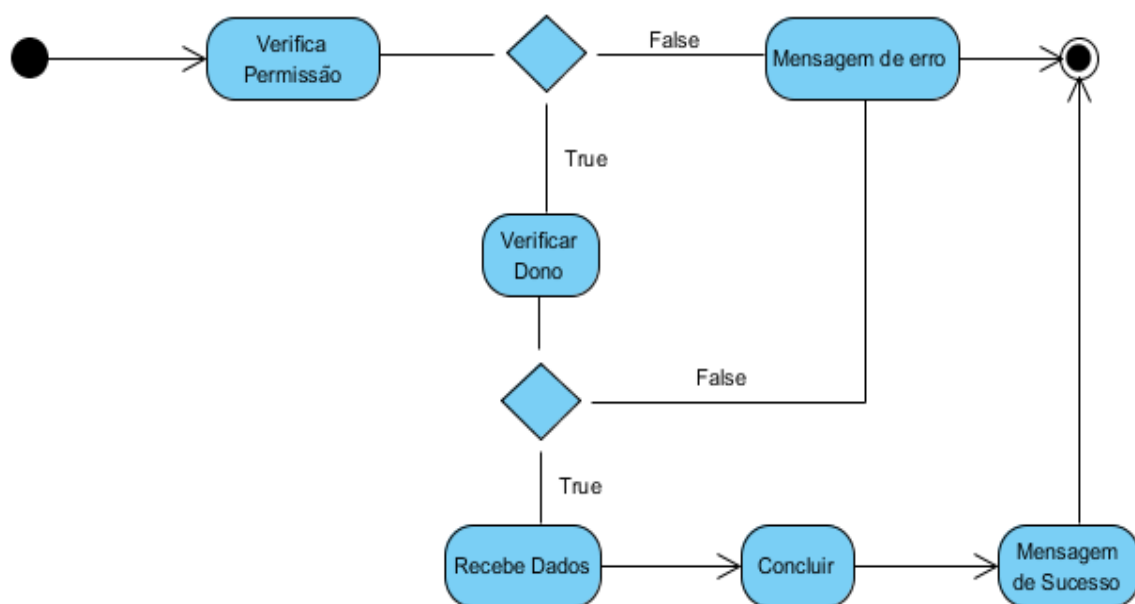 Verifica
Permissão
False
Mensagem de erro
True
Verificar
Dono
False
True
Recebe Dados
Concluir
Mensagem
de Sucesso